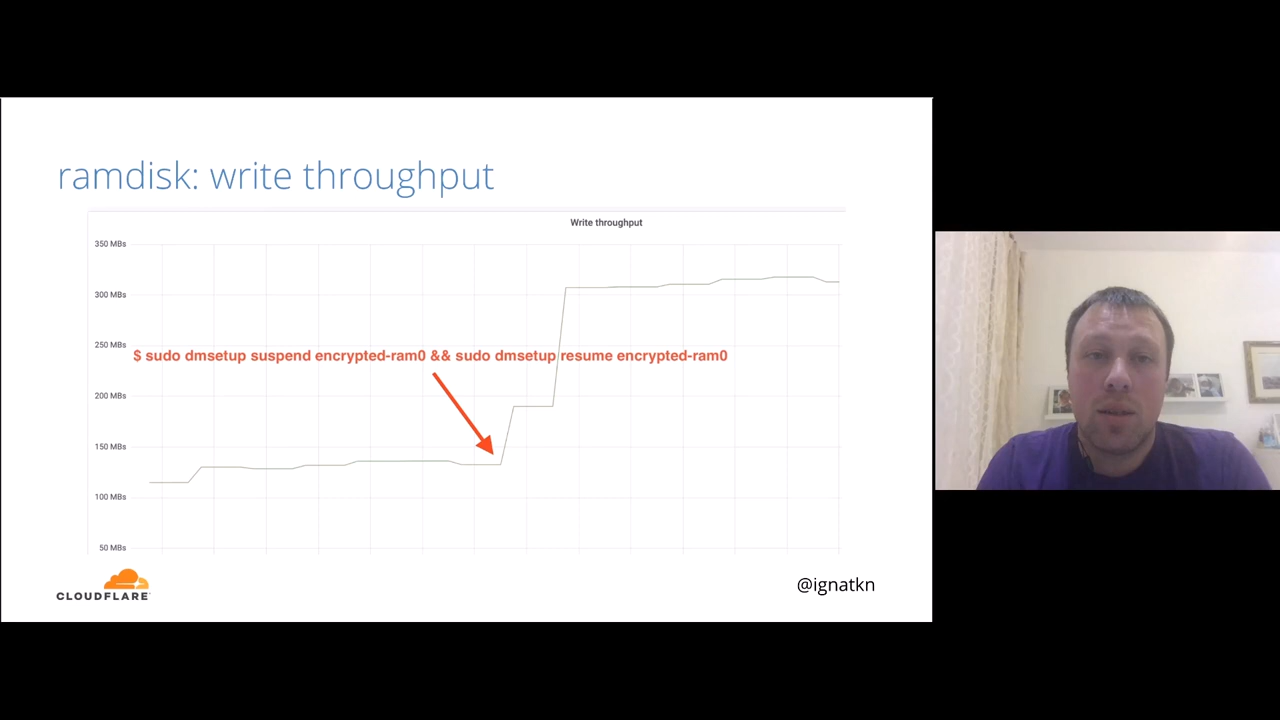 ramdisk: write throughput
Write throughput
350 MBs
300 MBs
250 MBs
$ sudo dmsetup suspend encrypted-ram0 && sudo dmsetup resume encrypted-ram0
200 MBs
150 MBs
100 MBs
50 MBs
CLOUDFLARE
@ignatkn